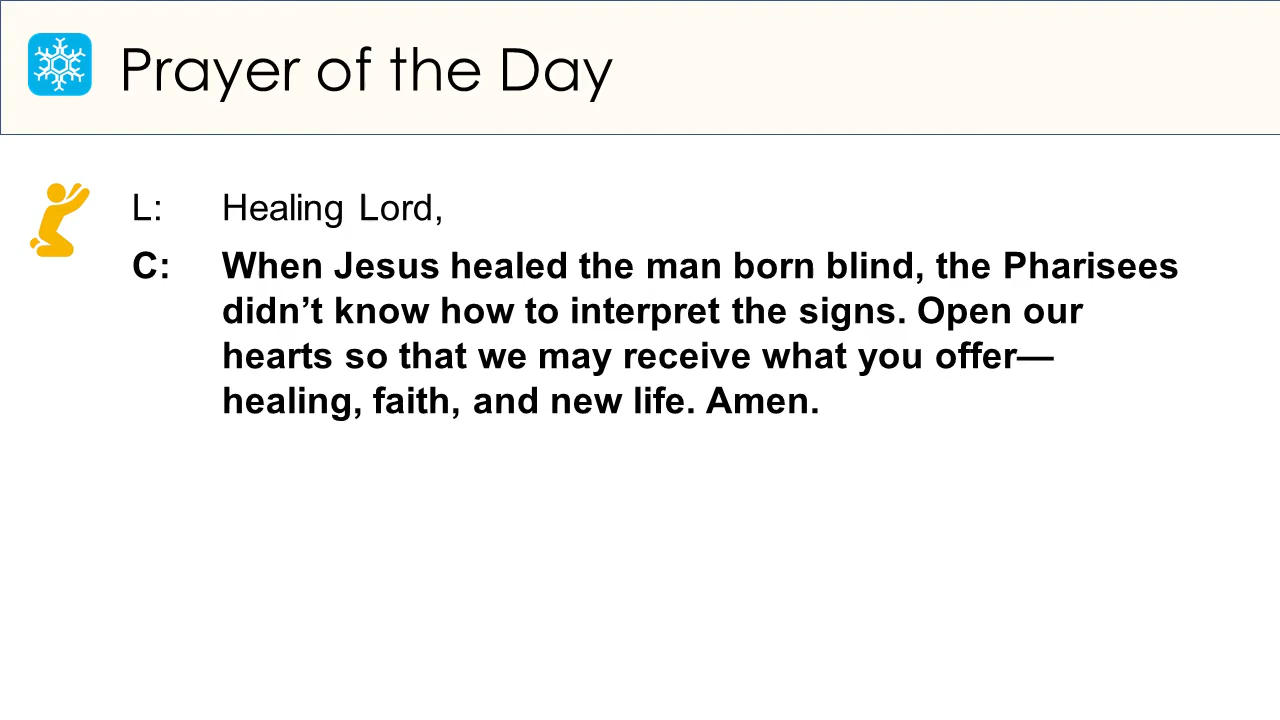 Prayer of the Day
L: Healing Lord,
C: When Jesus healed the man born blind, the Pharisees
didn’t know how to interpret the signs. Open our
hearts so that we may receive what you offer—
healing, faith, and new life. Amen.